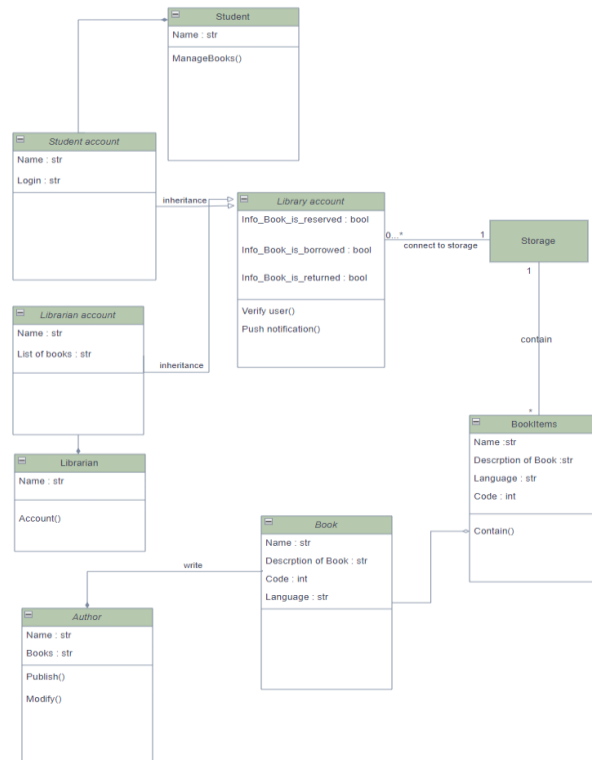 Student
Name : str
ManageBooks()
Student account
Name : str
Login : str
inheritance
Library account
Info_Book_is_reserved : bool
Info_Book_is_borrowed : bool
Info_Book_is_returned : bool
Verify user()
Push notification()
0...*
1
connect to storage
Storage
1
contain
*
Librarian account
Name : str
List of books : str
inheritance
Librarian
Name : str
Account()
BookItems
Name :str
Descrption of Book :str
Language : str
Code : int
Contain()
Book
Name : str
Descrption of Book : str
Code : int
Language : str
write
Author
Name : str
Books : str
Publish()
Modify()